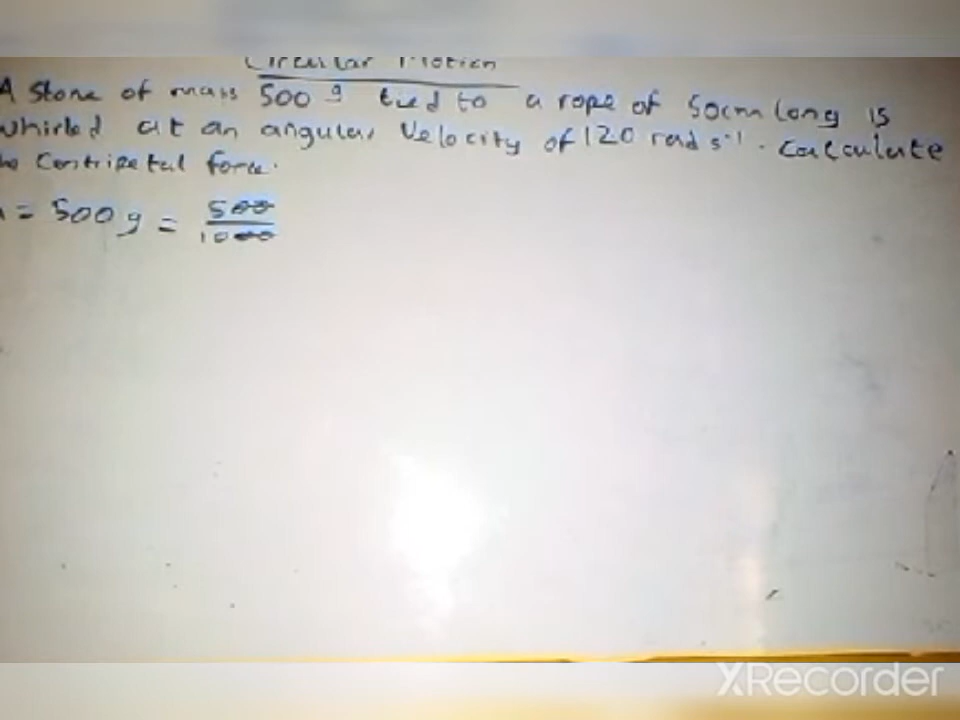 Circular Motion
A stone of mass 500 g tied to a rope of 50cm long is
whirled at an angular velocity of 120 rad s⁻¹. Calculate
Centripetal force.
= 500 g = 500
1000
XRecorder